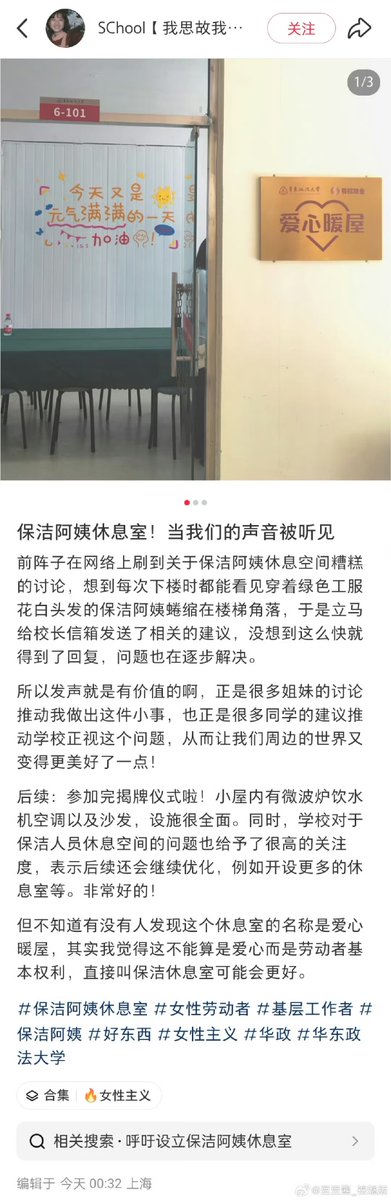 SChool【 我思故我…
关注
1/3
6-101
今天又是
元气满满的一天
加油
爱心暖屋
保洁阿姨休息室！当我们的声音被听见
前阵子在网络上刷到关于保洁阿姨休息空间糟糕
的讨论，想到每次下楼时都能看见穿着绿色工服
花白头发的保洁阿姨蜷缩在楼梯角落，于是立马
给校长信箱发送了相关的建议，没想到这么快就
得到了回复，问题也在逐步解决。
所以发声就是有价值的啊，正是很多姐妹的讨论
推动我做出这件小事，也正是很多同学的建议推
动学校正视这个问题，从而让我们周边的世界又
变得更美好了一点！
后续：参加完揭牌仪式啦！小屋内有微波炉饮水
机空调以及沙发，设施很全面。同时，学校对于
保洁人员休息空间的问题也给予了很高的关注
度，表示后续还会继续优化，例如开设更多的休
息室等。非常好的！
但不知道有没有人发现这个休息室的名称是爱心
暖屋，其实我觉得这不能算是爱心而是劳动者基
本权利，直接叫保洁休息室可能会更好。
#保洁阿姨休息室 #女性劳动者 #基层工作者 #
保洁阿姨 #好东西 #女性主义 #华政 #华东政
法大学
合集 🔥女性主义
相关搜索·呼吁设立保洁阿姨休息室
编辑于 今天 00:32 上海